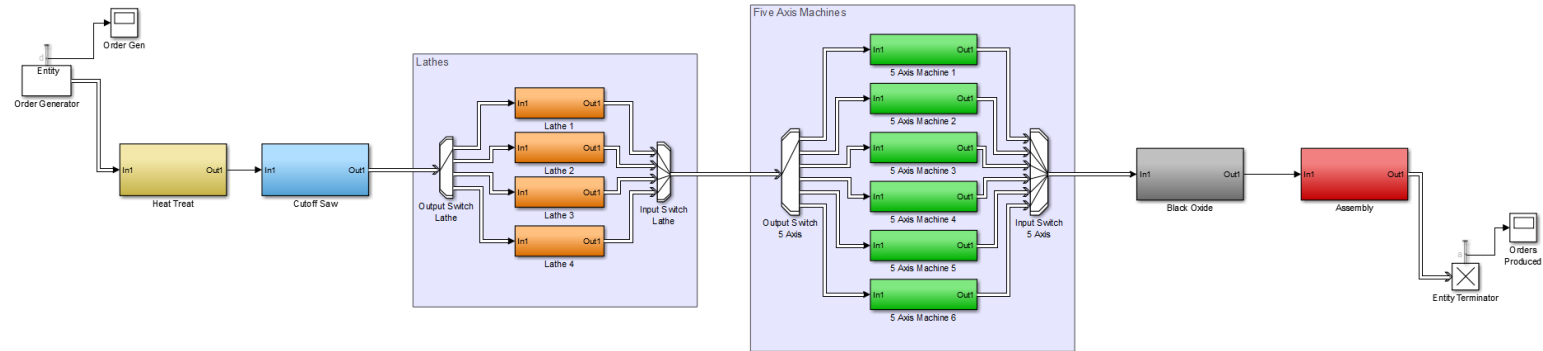 Five Axis Machines
Order Gen
d
Entity
Order Generator
In1 Out1
Heat Treat
In1 Out1
Cutoff Saw
Lathes
Output Switch
Lathe
In1 Out1
Lathe 1
In1 Out1
Lathe 2
In1 Out1
Lathe 3
In1 Out1
Lathe 4
Input Switch
Lathe
Output Switch
5 Axis
In1 Out1
5 Axis Machine 1
In1 Out1
5 Axis Machine 2
In1 Out1
5 Axis Machine 3
In1 Out1
5 Axis Machine 4
In1 Out1
5 Axis Machine 5
In1 Out1
5 Axis Machine 6
Input Switch
5 Axis
In1 Out1
Black Oxide
In1 Out1
Assembly
Orders
Produced
Entity Terminator